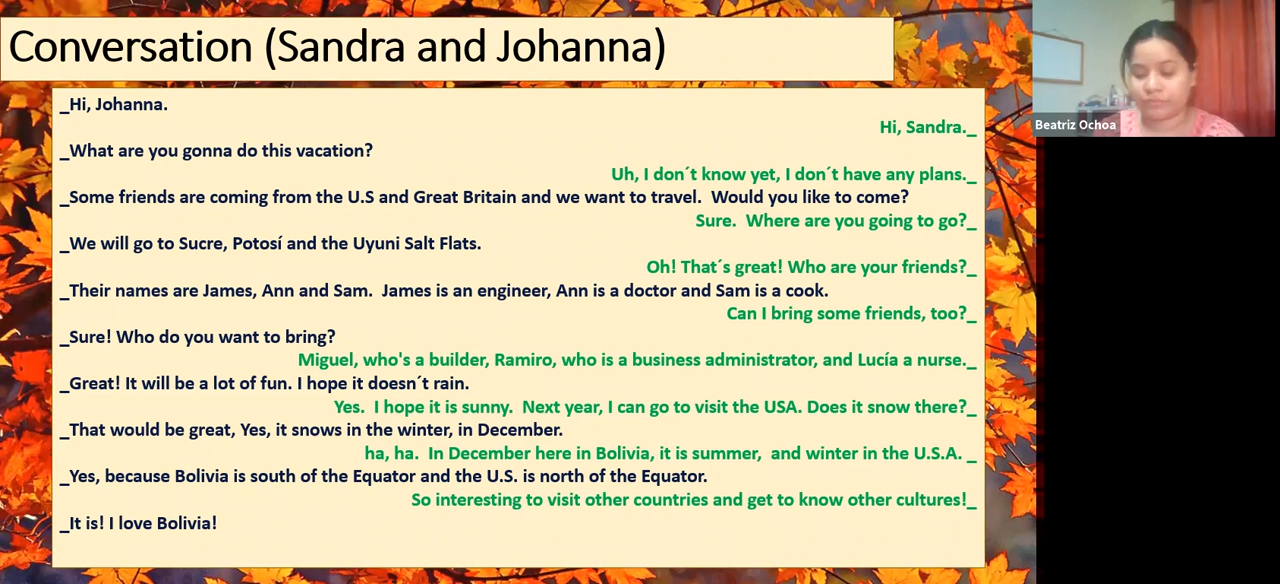 Conversation (Sandra and Johanna)
_Hi, Johanna.
Hi, Sandra._
_What are you gonna do this vacation?
Uh, I don´t know yet, I don´t have any plans._
_Some friends are coming from the U.S and Great Britain and we want to travel.  Would you like to come?
Sure.  Where are you going to go?_
_We will go to Sucre, Potosí and the Uyuni Salt Flats.
Oh! That´s great! Who are your friends?_
_Their names are James, Ann and Sam.  James is an engineer, Ann is a doctor and Sam is a cook.
Can I bring some friends, too?_
_Sure! Who do you want to bring?
Miguel, who's a builder, Ramiro, who is a business administrator, and Lucía a nurse._
_Great! It will be a lot of fun. I hope it doesn´t rain.
Yes.  I hope it is sunny.  Next year, I can go to visit the USA. Does it snow there?_
_That would be great, Yes, it snows in the winter, in December.
ha, ha.  In December here in Bolivia, it is summer,  and winter in the U.S.A. _
_Yes, because Bolivia is south of the Equator and the U.S. is north of the Equator.
So interesting to visit other countries and get to know other cultures!_
_It is! I love Bolivia!
Beatriz Ochoa